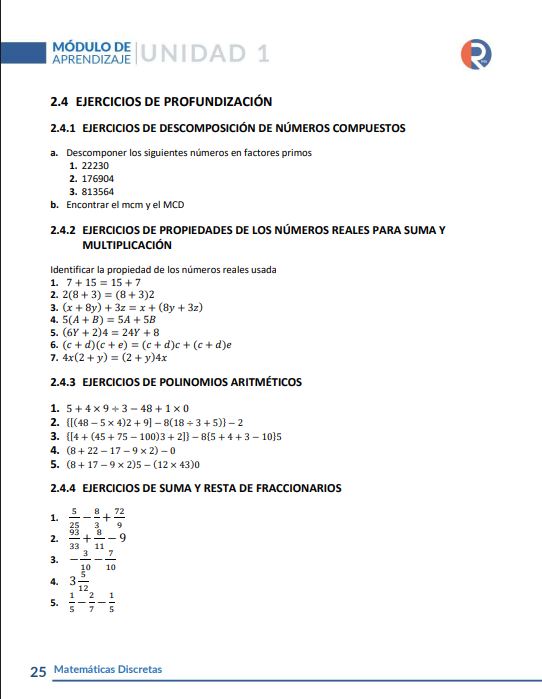 MÓDULO DE
APRENDIZAJE
UNIDAD 1
2.4 EJERCICIOS DE PROFUNDIZACIÓN
2.4.1 EJERCICIOS DE DESCOMPOSICIÓN DE NÚMEROS COMPUESTOS
a. Descomponer los siguientes números en factores primos
1. 22230
2. 176904
3. 813564
b. Encontrar el mcm y el MCD
2.4.2 EJERCICIOS DE PROPIEDADES DE LOS NÚMEROS REALES PARA SUMA Y
MULTIPLICACIÓN
Identificar la propiedad de los números reales usada
1. 7 + 15 = 15 + 7
2. 2(8 + 3) = (8 + 3)2
3. (x + 8y) + 3z = x + (8y + 3z)
4. 5(A + B) = 5A + 5B
5. (6Y + 2)4 = 24Y + 8
6. (c + d)(c + e) = (c + d)c + (c + d)e
7. 4x(2 + y) = (2 + y)4x
2.4.3 EJERCICIOS DE POLINOMIOS ARITMÉTICOS
1. 5 + 4 × 9 ÷ 3 − 48 + 1 × 0
2. {[(48 − 5 × 4)2 + 9] − 8(18 ÷ 3 + 5)} − 2
3. {[4 + (45 + 75 − 100)3 + 2]} − 8{5 + 4 + 3 − 10}5
4. (8 + 22 − 17 − 9 × 2) − 0
5. (8 + 17 − 9 × 2)5 − (12 × 43)0
2.4.4 EJERCICIOS DE SUMA Y RESTA DE FRACCIONARIOS
1. 5/25 − 8/3 + 72/9
2. 93/33 + 8/11 − 9
3. − 3/10 − 7/10
4. 3 5/12
5. 1/5 − 2/7 − 1/5
25 Matemáticas Discretas